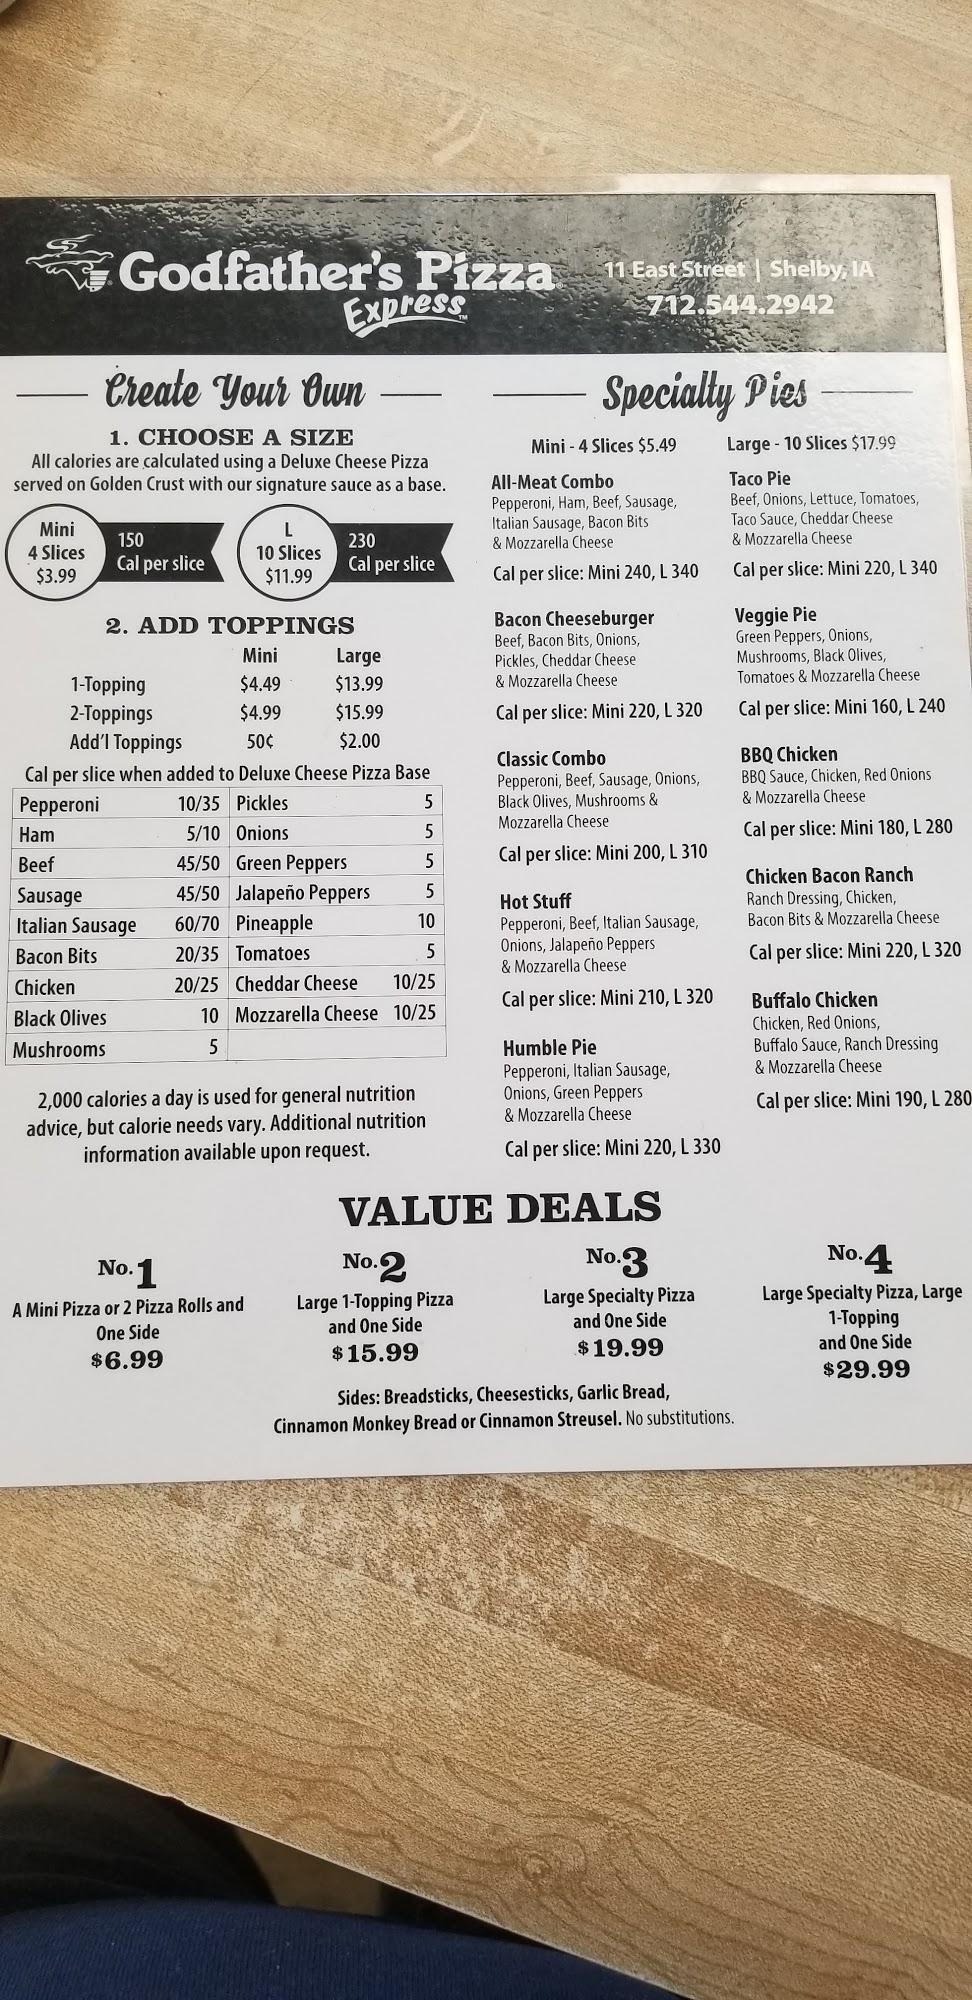 Godfather's Pizza
Express™
11 East Street | Shelby, IA
712.544.2942
Create Your Own
1. CHOOSE A SIZE
All calories are calculated using a Deluxe Cheese Pizza
served on Golden Crust with our signature sauce as a base.
Mini
4 Slices
$3.99
150
Cal per slice
L
10 Slices
$11.99
230
Cal per slice
2. ADD TOPPINGS
Mini Large
1-Topping $4.49 $13.99
2-Toppings $4.99 $15.99
Add'l Toppings 50¢ $2.00
Cal per slice when added to Deluxe Cheese Pizza Base
Pepperoni 10/35 Pickles 5
Ham 5/10 Onions 5
Beef 45/50 Green Peppers 5
Sausage 45/50 Jalapeño Peppers 5
Italian Sausage 60/70 Pineapple 10
Bacon Bits 20/35 Tomatoes 5
Chicken 20/25 Cheddar Cheese 10/25
Black Olives 10 Mozzarella Cheese 10/25
Mushrooms 5
2,000 calories a day is used for general nutrition
advice, but calorie needs vary. Additional nutrition
information available upon request.
Specialty Pies
Mini - 4 Slices $5.49 Large - 10 Slices $17.99
All-Meat Combo
Pepperoni, Ham, Beef, Sausage,
Italian Sausage, Bacon Bits
& Mozzarella Cheese
Cal per slice: Mini 240, L 340
Bacon Cheeseburger
Beef, Bacon Bits, Onions,
Pickles, Cheddar Cheese
& Mozzarella Cheese
Cal per slice: Mini 220, L 320
Classic Combo
Pepperoni, Beef, Sausage, Onions,
Black Olives, Mushrooms &
Mozzarella Cheese
Cal per slice: Mini 200, L 310
Hot Stuff
Pepperoni, Beef, Italian Sausage,
Onions, Jalapeño Peppers
& Mozzarella Cheese
Cal per slice: Mini 210, L 320
Humble Pie
Pepperoni, Italian Sausage,
Onions, Green Peppers
& Mozzarella Cheese
Cal per slice: Mini 220, L 330
Taco Pie
Beef, Onions, Lettuce, Tomatoes,
Taco Sauce, Cheddar Cheese
& Mozzarella Cheese
Cal per slice: Mini 220, L 340
Veggie Pie
Green Peppers, Onions,
Mushrooms, Black Olives,
Tomatoes & Mozzarella Cheese
Cal per slice: Mini 160, L 240
BBQ Chicken
BBQ Sauce, Chicken, Red Onions
& Mozzarella Cheese
Cal per slice: Mini 180, L 280
Chicken Bacon Ranch
Ranch Dressing, Chicken,
Bacon Bits & Mozzarella Cheese
Cal per slice: Mini 220, L 320
Buffalo Chicken
Chicken, Red Onions,
Buffalo Sauce, Ranch Dressing
& Mozzarella Cheese
Cal per slice: Mini 190, L 280
VALUE DEALS
No.1
A Mini Pizza or 2 Pizza Rolls and
One Side
$6.99
No.2
Large 1-Topping Pizza
and One Side
$15.99
No.3
Large Specialty Pizza
and One Side
$19.99
No.4
Large Specialty Pizza, Large
1-Topping
and One Side
$29.99
Sides: Breadsticks, Cheesesticks, Garlic Bread,
Cinnamon Monkey Bread or Cinnamon Streusel. No substitutions.